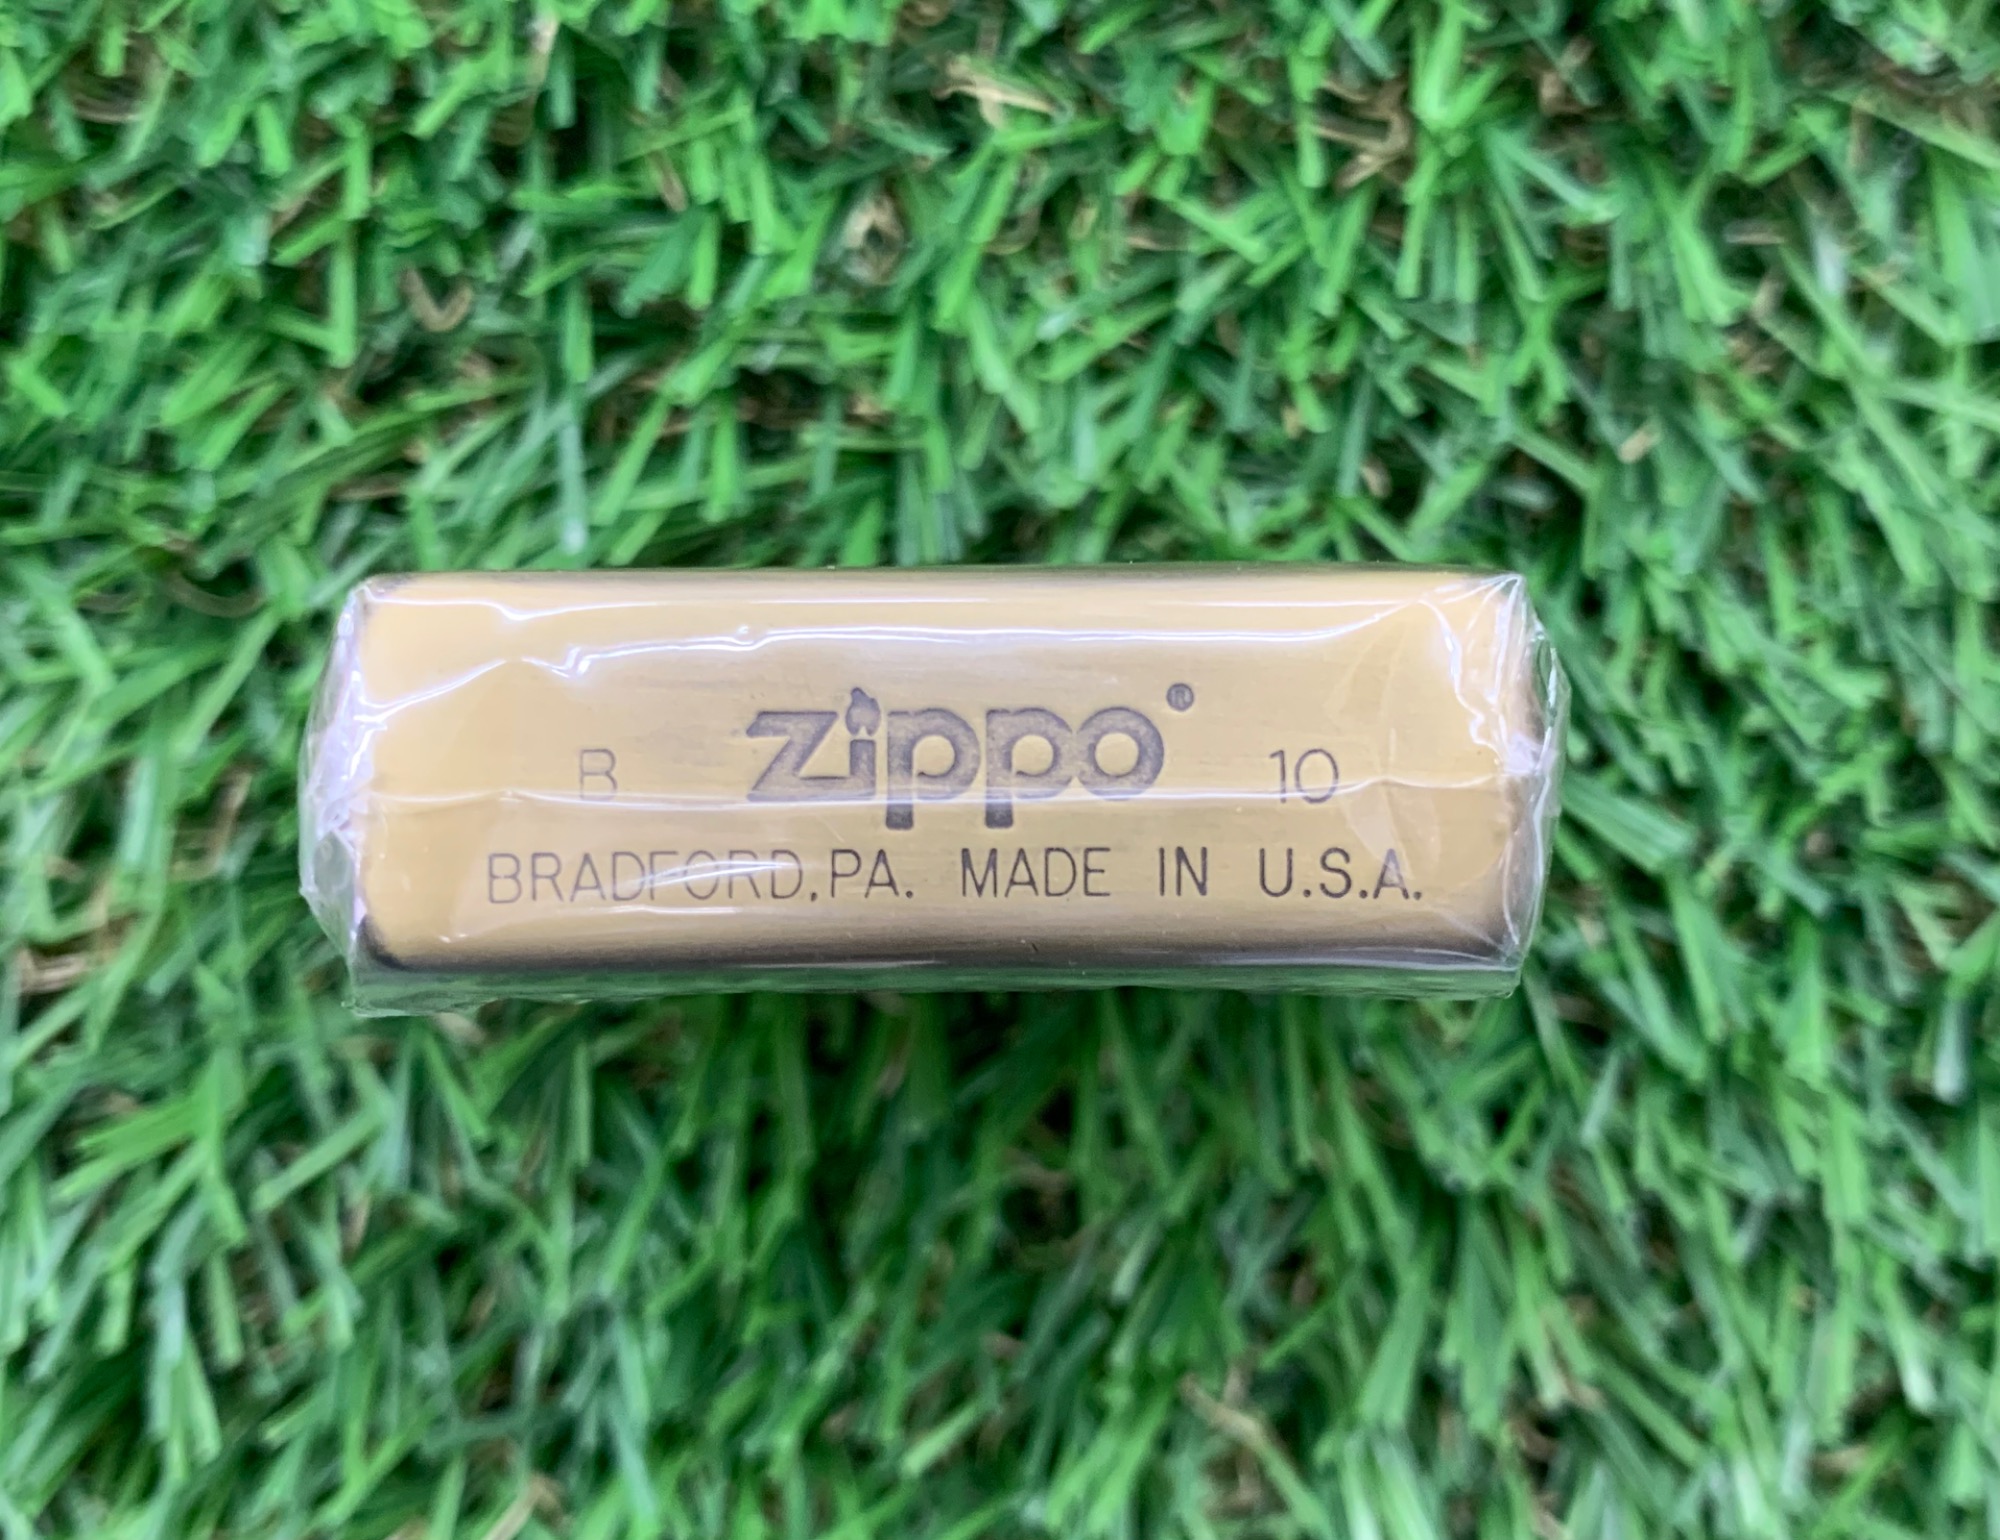 B zippo® 10
BRADFORD,PA. MADE IN U.S.A.